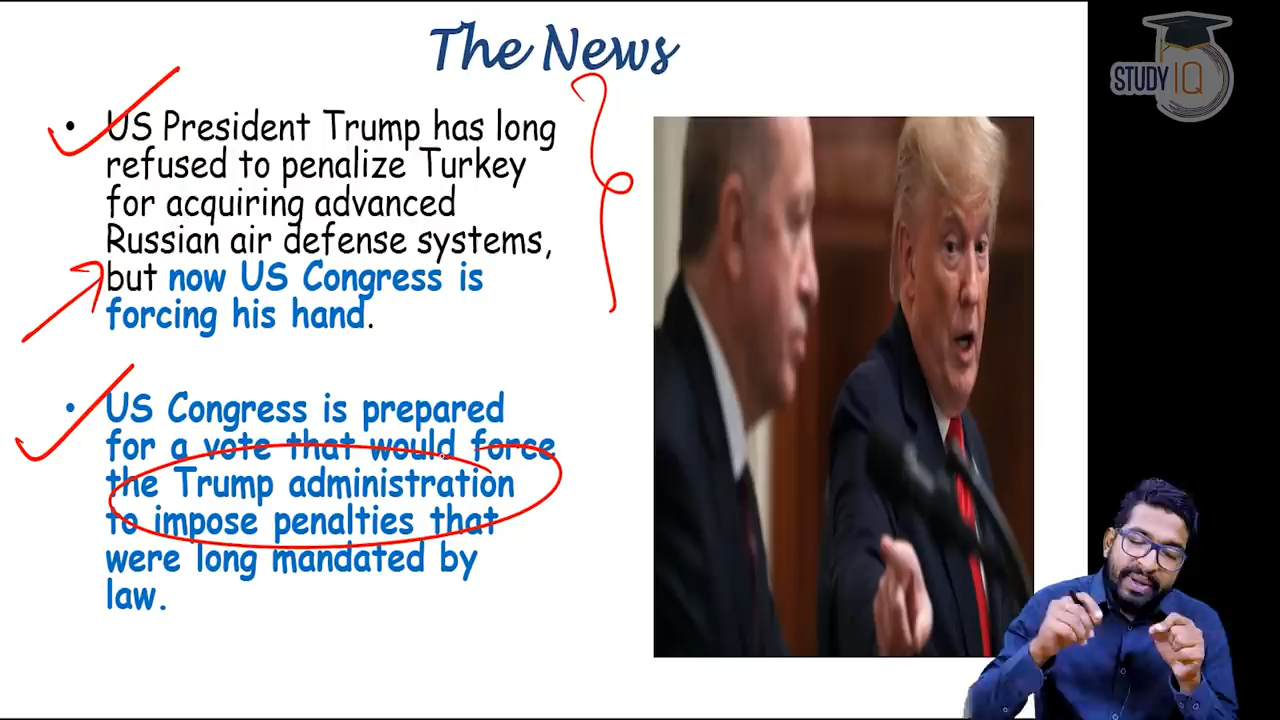 The News
• US President Trump has long
refused to penalize Turkey
for acquiring advanced
Russian air defense systems,
but now US Congress is
forcing his hand.
• US Congress is prepared
for a vote that would force
the Trump administration
to impose penalties that
were long mandated by
law.
STUDY IQ